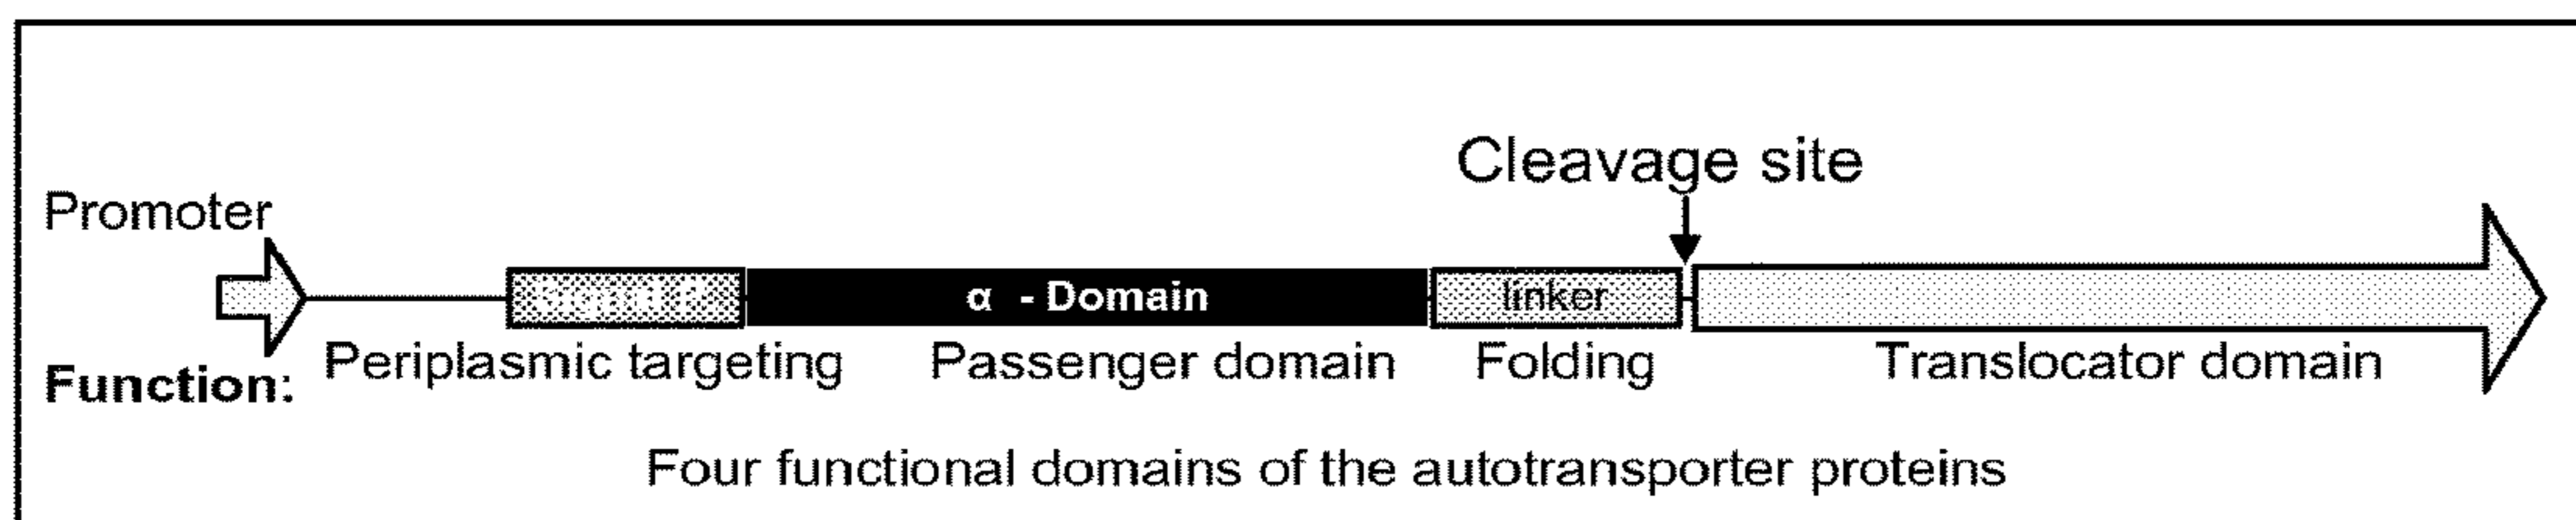 Cleavage site
Promoter
α - Domain
linker
Function:
Periplasmic targeting
Passenger domain
Folding
Translocator domain
Four functional domains of the autotransporter proteins